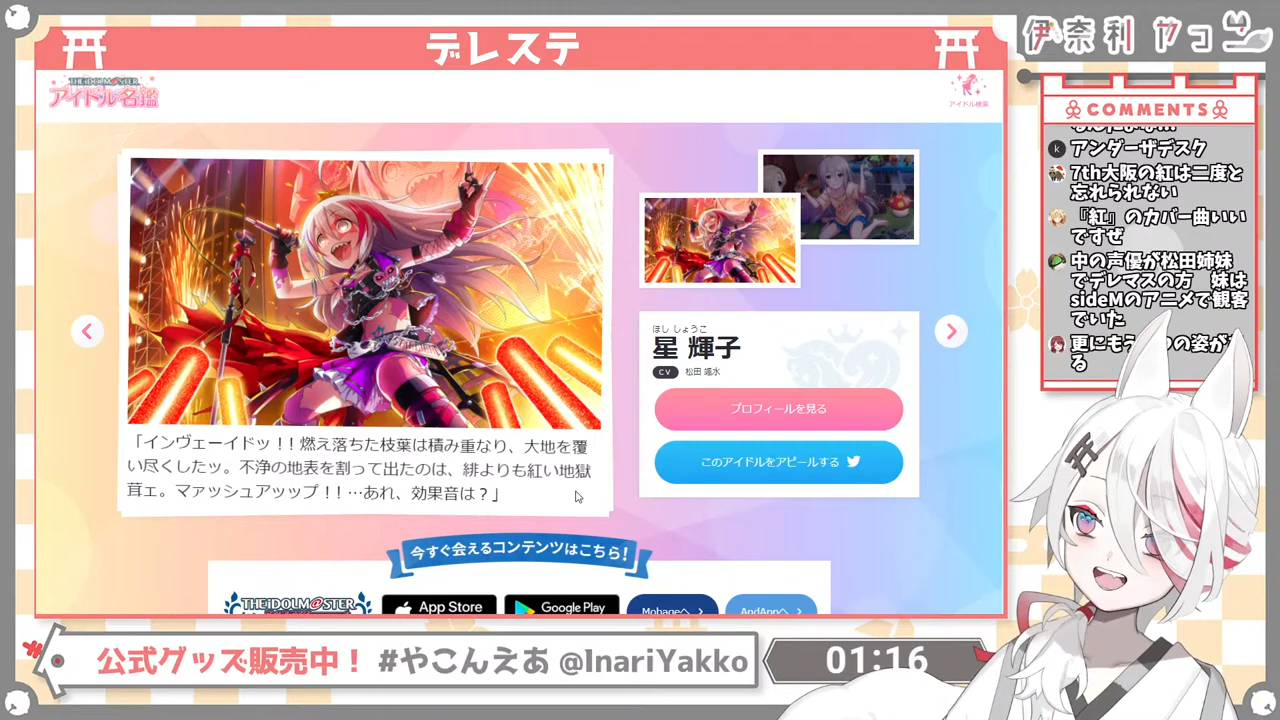 デレステ
伊奈利 ヤコ
THE IDOLM@STER
アイドル名鑑
アイドル検索
「インヴェーイドッ！！燃え落ちた枝葉は積み重なり、大地を覆
い尽くしたッ。不浄の地表を割って出たのは、緋よりも紅い地獄
茸ェ。マァッシュアッップ！！…あれ、効果音は？」
ほし しょうこ
星 輝子
CV 松田 颯水
プロフィールを見る
このアイドルをアピールする
今すぐ会えるコンテンツはこちら！
THE IDOLM@STER
App Store
Google Play
Mobageへ
AndAppへ
COMMENTS
k アンダーザデスク
7th大阪の紅は二度と
忘れられない
『紅』のカバー曲いい
ですぜ
中の声優が松田姉妹
でデレマスの方　妹は
sideMのアニメで観客
でいた
更にもう
つの姿が
る
公式グッズ販売中！ #やこんえあ @InariYakko
01:16